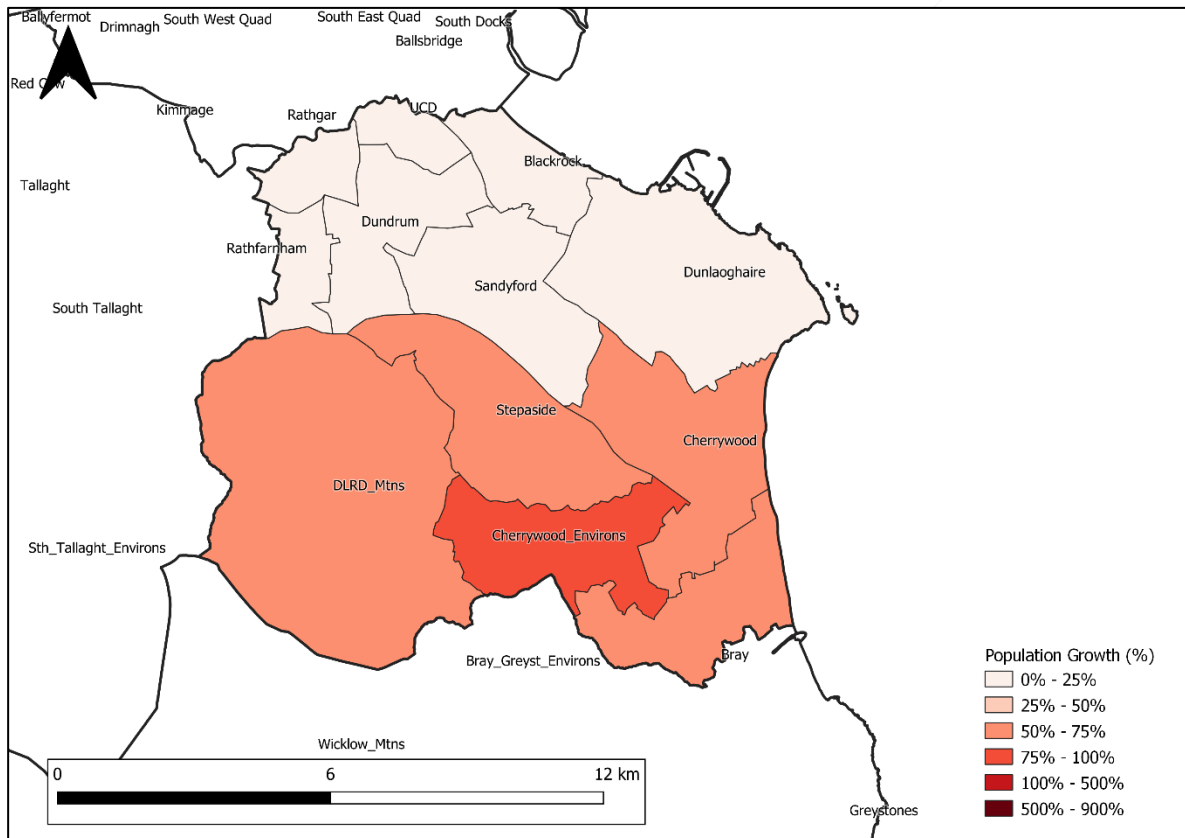 Ballyfermot
Drimnagh
South West Quad
South East Quad
South Docks
Ballsbridge
Red Cow
Kimmage
Rathgar
UCD
Blackrock
Tallaght
Dundrum
Rathfarnham
Dunlaoghaire
Sandyford
South Tallaght
Stepaside
Cherrywood
DLRD_Mtns
Cherrywood_Environs
Sth_Tallaght_Environs
Bray_Greyst_Environs
Bray
Population Growth (%)
0% - 25%
25% - 50%
50% - 75%
75% - 100%
100% - 500%
500% - 900%
Wicklow_Mtns
0 6 12 km
Greystones